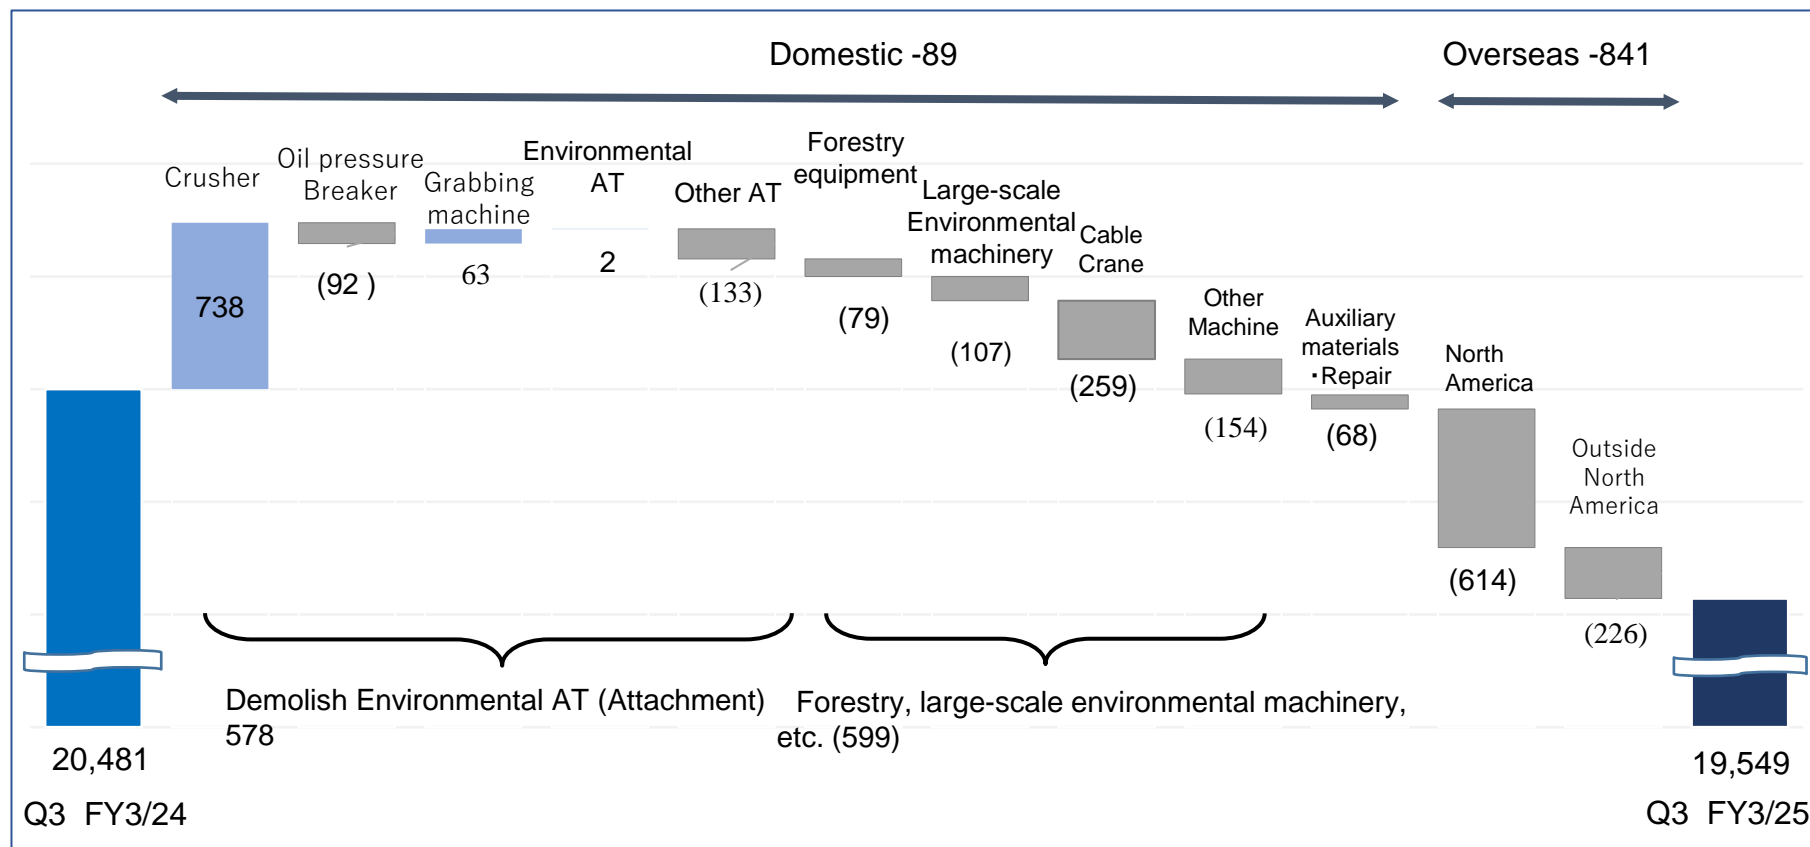 Domestic -89
Overseas -841
Crusher
Oil pressure
Breaker
Grabbing
machine
Environmental
AT
Other AT
Forestry
equipment
Large-scale
Environmental
machinery
Cable
Crane
Other
Machine
Auxiliary
materials
・Repair
North
America
Outside
North
America
738
(92 )
63
2
(133)
(79)
(107)
(259)
(154)
(68)
(614)
(226)
Demolish Environmental AT (Attachment)
578
Forestry, large-scale environmental machinery,
etc. (599)
20,481
Q3 FY3/24
19,549
Q3 FY3/25